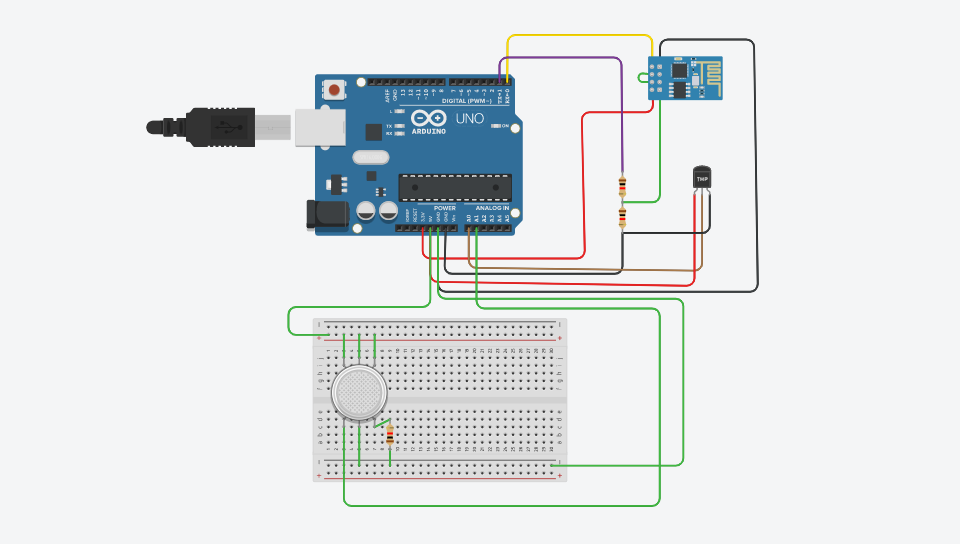 AREF
GND
13
12
~11
~10
~9
8
7
~6
~5
4
~3
2
TX→1
RX←0
DIGITAL (PWM~)
L
TX
RX
ARDUINO
UNO
ON
TMP
POWER
ANALOG IN
IOREF
RESET
3.3V
5V
GND
GND
Vin
A0
A1
A2
A3
A4
A5